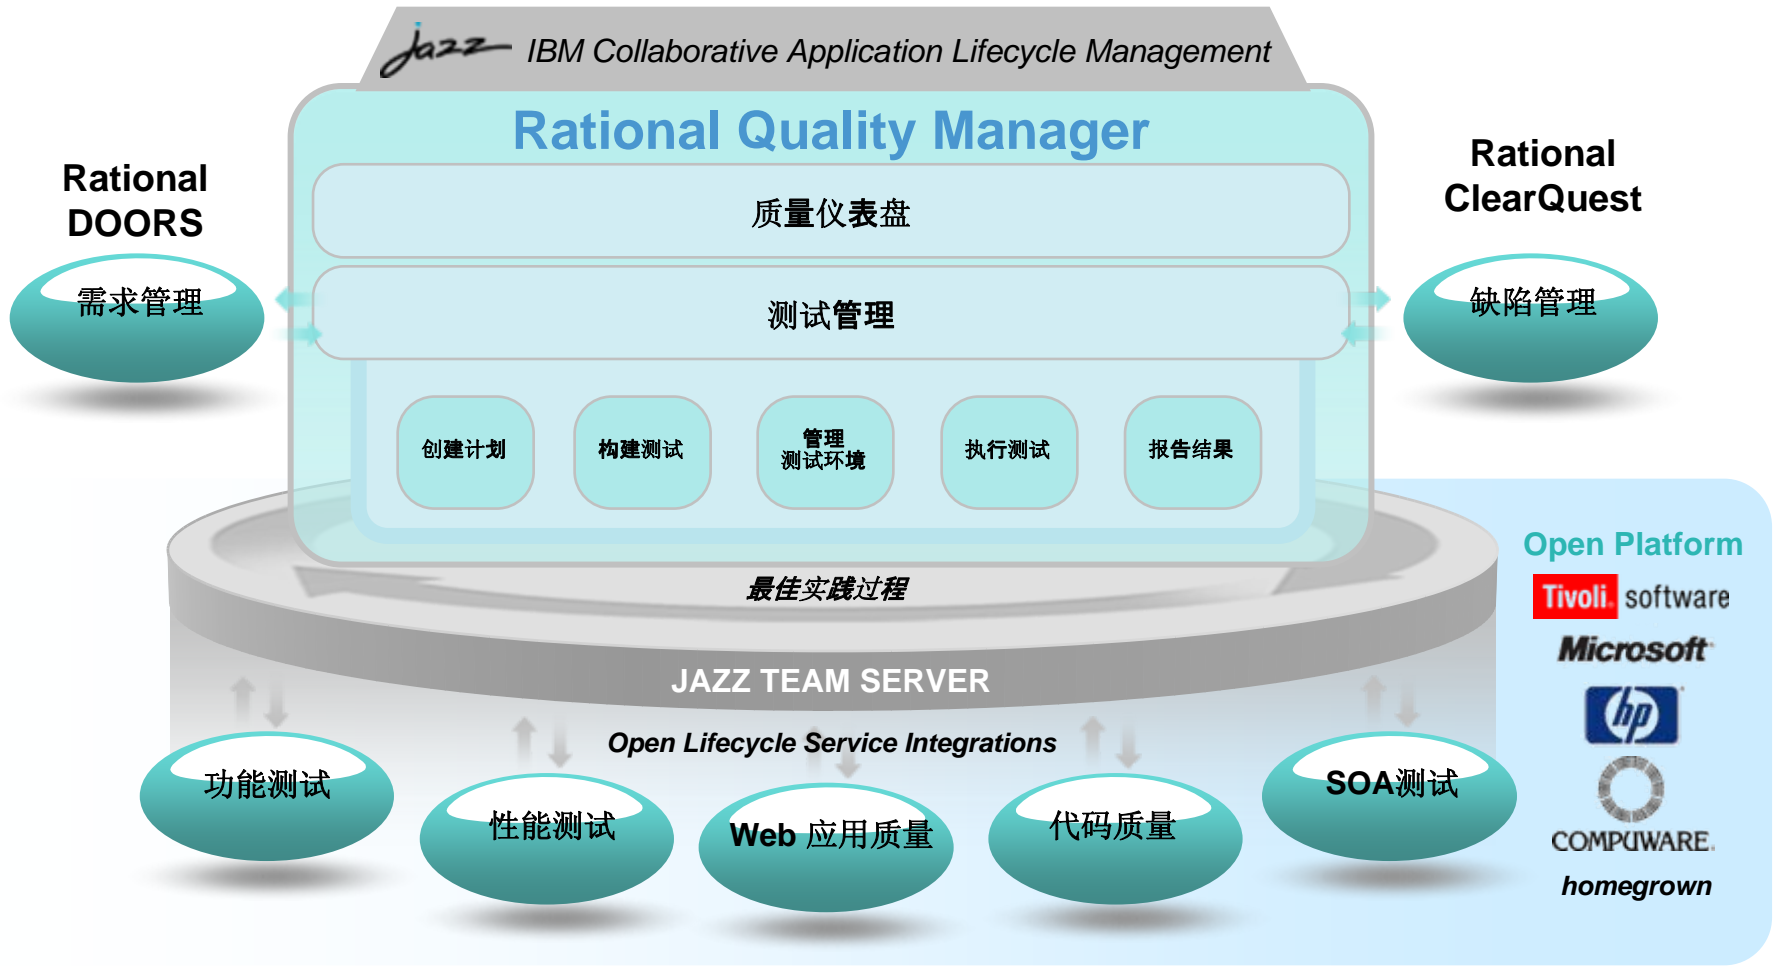 jazz IBM Collaborative Application Lifecycle Management
Rational Quality Manager
Rational
DOORS
需求管理
质量仪表盘
测试管理
Rational
ClearQuest
缺陷管理
创建计划
构建测试
管理
测试环境
执行测试
报告结果
最佳实践过程
JAZZ TEAM SERVER
Open Lifecycle Service Integrations
功能测试
性能测试
Web 应用质量
代码质量
SOA测试
Open Platform
Tivoli. software
Microsoft
hp
COMPUWARE.
homegrown